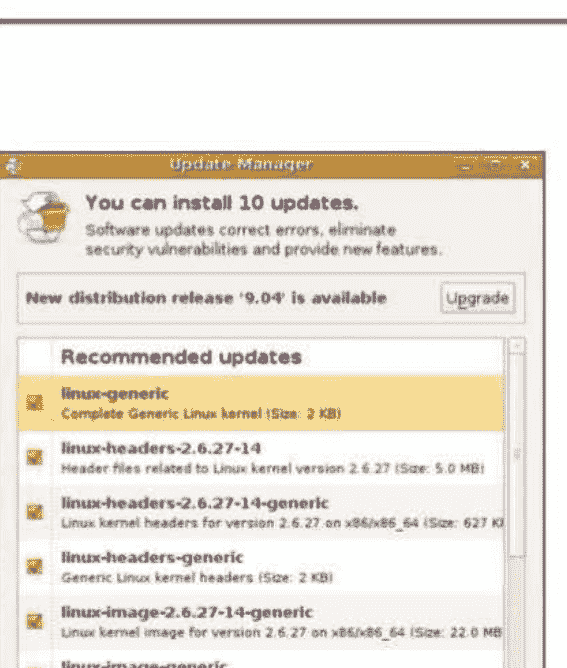 Update Manager
You can install 10 updates.
Software updates correct errors, eliminate
security vulnerabilities and provide new features.
New distribution release '9.04' is available
Upgrade
Recommended updates
linux-generic
Complete Generic Linux kernel (Size: 2 KB)
linux-headers-2.6.27-14
Header files related to Linux kernel version 2.6.27 (Size: 5.0 MB)
linux-headers-2.6.27-14-generic
Linux kernel headers for version 2.6.27 on x86/x86_64 (Size: 627 K
linux-headers-generic
Generic Linux kernel headers (Size: 2 KB)
linux-image-2.6.27-14-generic
Linux kernel image for version 2.6.27 on x86/x86_64 (Size: 22.0 MB
linux-image-generic